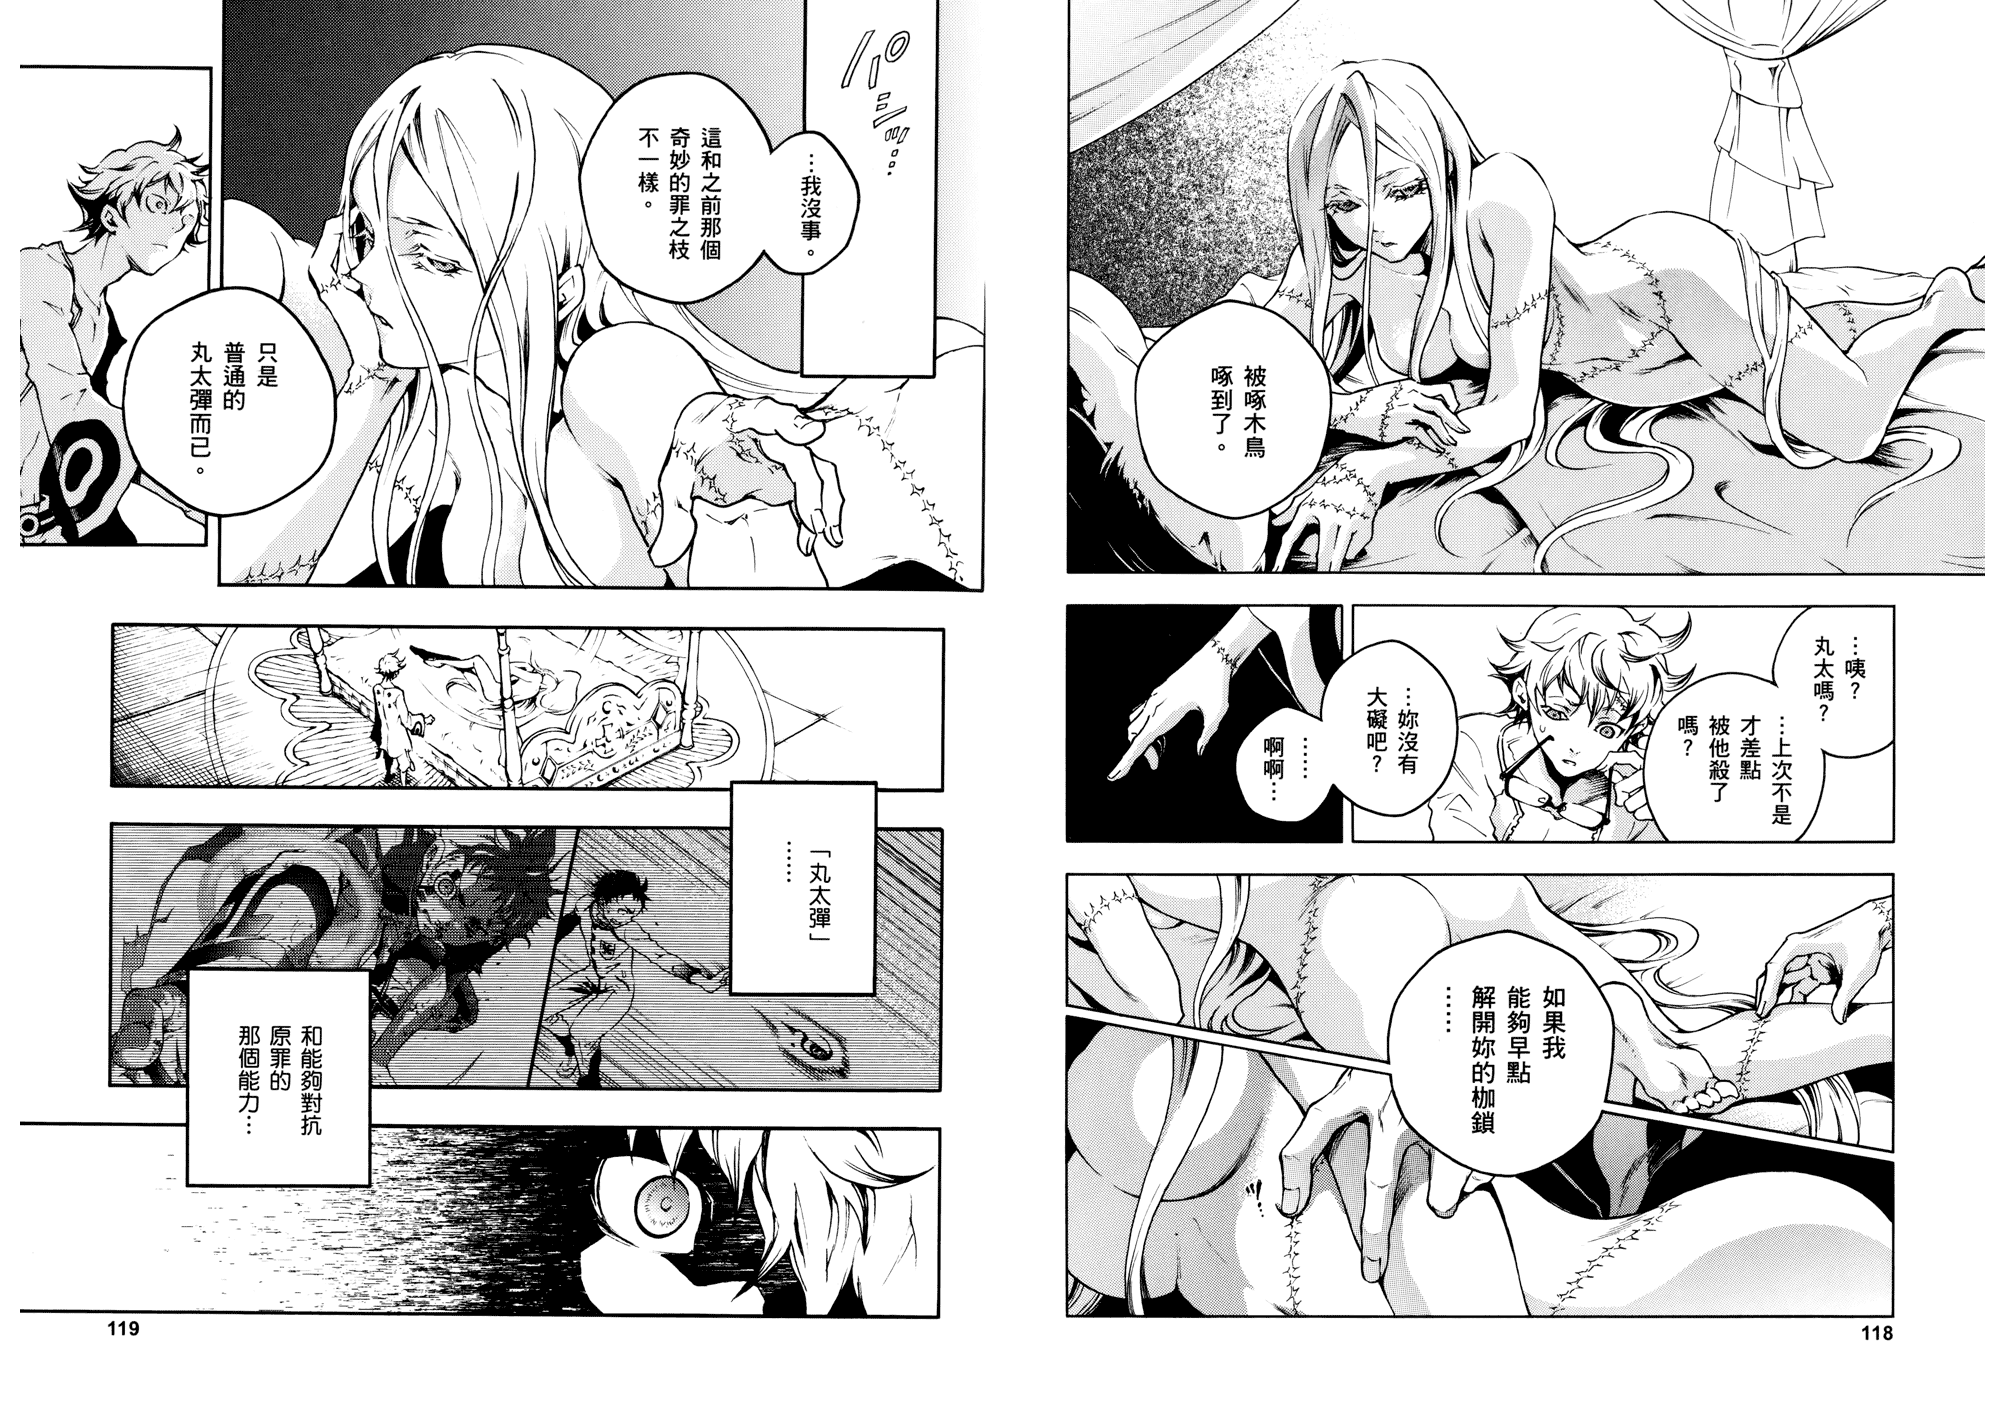 被啄木鳥
啄到了。
…咦？
丸太嗎？
…上次不是
才差點
被他殺了
嗎？
…妳沒有
大礙吧？
……
啊啊…
如果我
能夠早點
解開妳的枷鎖
……
118
パシッ…
…我沒事。
這和之前那個
奇妙的罪之枝
不一樣。
只是
普通的
丸太彈而已。
「丸太彈」
……
和能夠對抗
原罪的
那個能力…
119